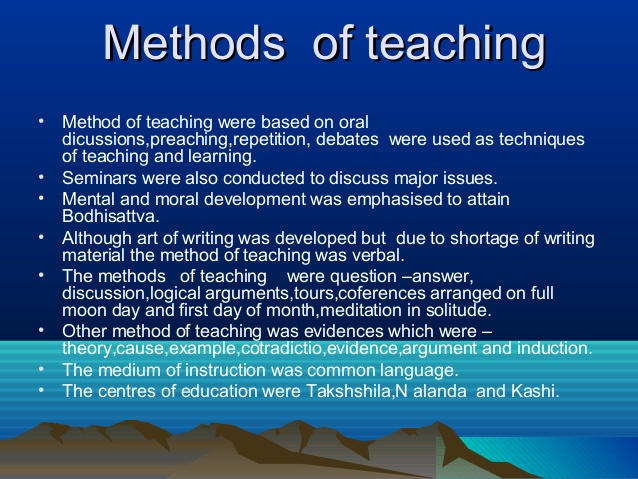 Methods of teaching
• Method of teaching were based on oral
dicussions,preaching,repetition, debates were used as techniques
of teaching and learning.
• Seminars were also conducted to discuss major issues.
• Mental and moral development was emphasised to attain
Bodhisattva.
• Although art of writing was developed but due to shortage of writing
material the method of teaching was verbal.
• The methods of teaching were question –answer,
discussion,logical arguments,tours,coferences arranged on full
moon day and first day of month,meditation in solitude.
• Other method of teaching was evidences which were –
theory,cause,example,cotradictio,evidence,argument and induction.
• The medium of instruction was common language.
• The centres of education were Takshshila,N alanda and Kashi.